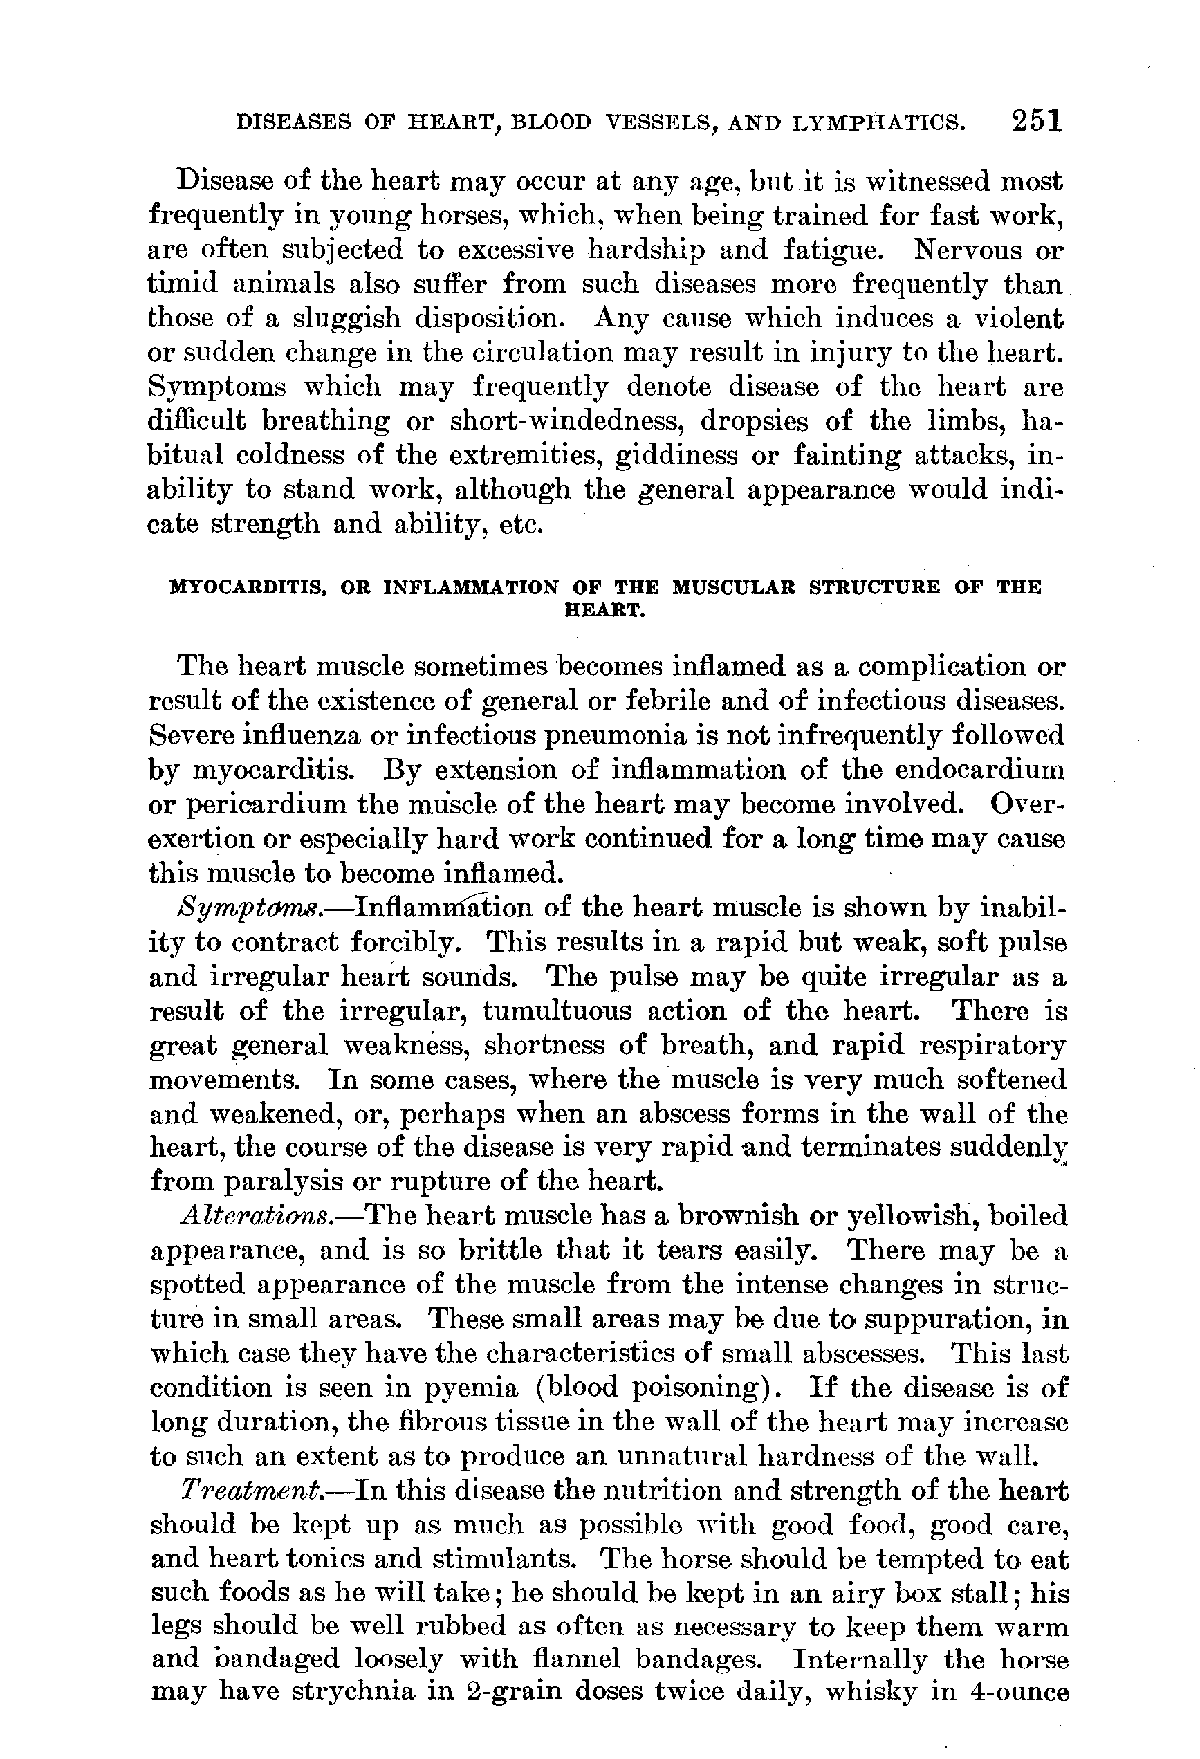 DISEASES OF HEART, BLOOD VESSELS, AND LYMPHATICS. 251
Disease of the heart may occur at any age, but it is witnessed most
frequently in young horses, which, when being trained for fast work,
are often subjected to excessive hardship and fatigue. Nervous or
timid animals also suffer from such diseases more frequently than
those of a sluggish disposition. Any cause which induces a violent
or sudden change in the circulation may result in injury to the heart.
Symptoms which may frequently denote disease of the heart are
difficult breathing or short-windedness, dropsies of the limbs, ha-
bitual coldness of the extremities, giddiness or fainting attacks, in-
ability to stand work, although the general appearance would indi-
cate strength and ability, etc.
MYOCARDITIS, OR INFLAMMATION OF THE MUSCULAR STRUCTURE OF THE
HEART.
The heart muscle sometimes becomes inflamed as a complication or
result of the existence of general or febrile and of infectious diseases.
Severe influenza or infectious pneumonia is not infrequently followed
by myocarditis. By extension of inflammation of the endocardium
or pericardium the muscle of the heart may become involved. Over-
exertion or especially hard work continued for a long time may cause
this muscle to become inflamed.
Symptoms.—Inflammation of the heart muscle is shown by inabil-
ity to contract forcibly. This results in a rapid but weak, soft pulse
and irregular heart sounds. The pulse may be quite irregular as a
result of the irregular, tumultuous action of the heart. There is
great general weakness, shortness of breath, and rapid respiratory
movements. In some cases, where the muscle is very much softened
and weakened, or, perhaps when an abscess forms in the wall of the
heart, the course of the disease is very rapid and terminates suddenly
from paralysis or rupture of the heart.
Alterations.—The heart muscle has a brownish or yellowish, boiled
appearance, and is so brittle that it tears easily. There may be a
spotted appearance of the muscle from the intense changes in struc-
ture in small areas. These small areas may be due to suppuration, in
which case they have the characteristics of small abscesses. This last
condition is seen in pyemia (blood poisoning). If the disease is of
long duration, the fibrous tissue in the wall of the heart may increase
to such an extent as to produce an unnatural hardness of the wall.
Treatment.—In this disease the nutrition and strength of the heart
should be kept up as much as possible with good food, good care,
and heart tonics and stimulants. The horse should be tempted to eat
such foods as he will take; he should be kept in an airy box stall; his
legs should be well rubbed as often as necessary to keep them warm
and bandaged loosely with flannel bandages. Internally the horse
may have strychnia in 2-grain doses twice daily, whisky in 4-ounce